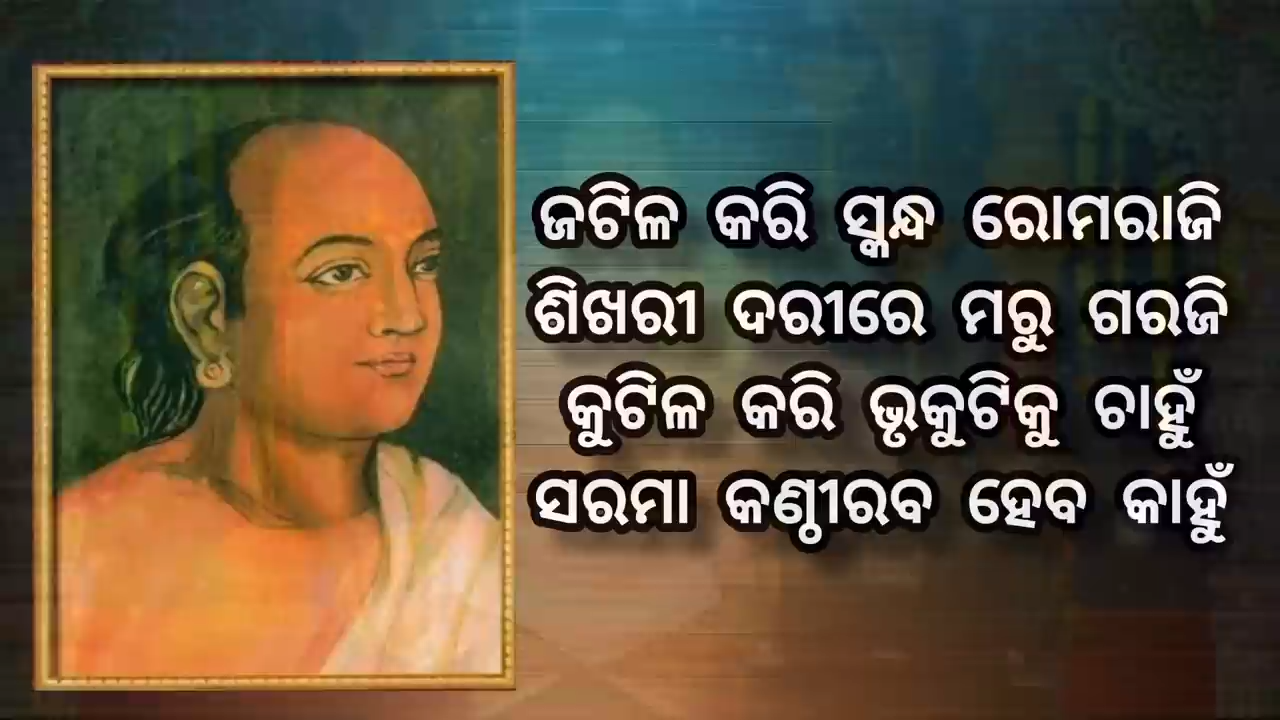 ଜଟିଳ କରି ସ୍କନ୍ଧ ରୋମରାଜି
ଶିଖରୀ ଦରୀରେ ମରୁ ଗରଜି
କୁଟିଳ କରି ଭୃକୁଟିକୁ ଚାହୁଁ
ସରମା କଣ୍ଠୀରବ ହେବ କାହୁଁ